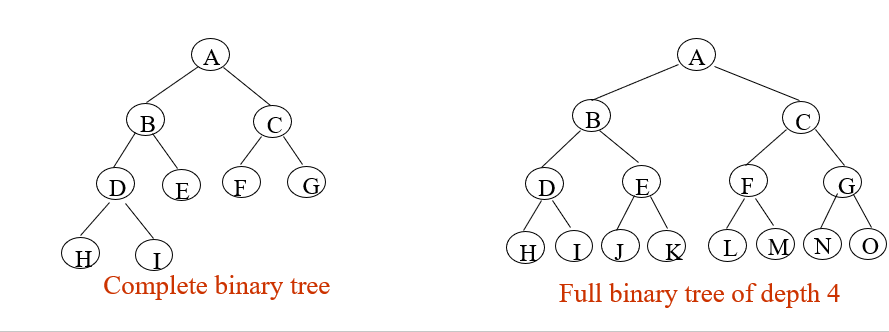 A
A
B
C
B
C
D
E
F
G
D
E
F
G
H
I
H
I
J
K
L
M
N
O
Complete binary tree
Full binary tree of depth 4